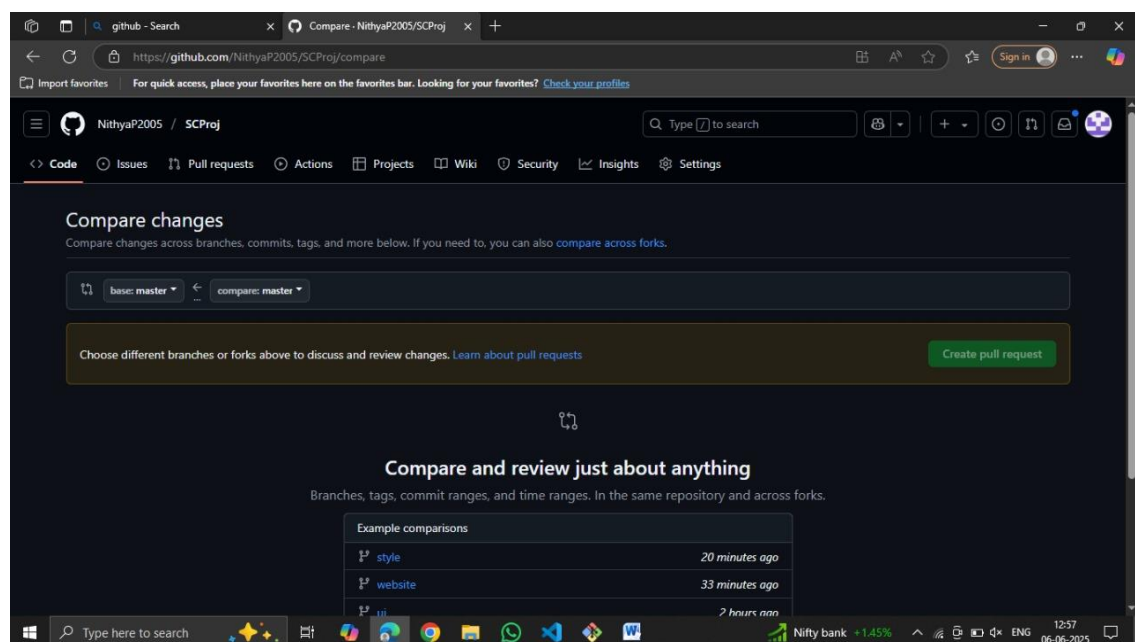 github - Search
Compare · NithyaP2005/SCProj
https://github.com/NithyaP2005/SCProj/compare
Sign in
Import favorites
For quick access, place your favorites here on the favorites bar. Looking for your favorites? Check your profiles
NithyaP2005 / SCProj
Type / to search
Code
Issues
Pull requests
Actions
Projects
Wiki
Security
Insights
Settings
Compare changes
Compare changes across branches, commits, tags, and more below. If you need to, you can also compare across forks.
base: master
...
compare: master
Choose different branches or forks above to discuss and review changes. Learn about pull requests
Create pull request
Compare and review just about anything
Branches, tags, commit ranges, and time ranges. In the same repository and across forks.
Example comparisons
style 20 minutes ago
website 33 minutes ago
ui 2 hours ago
Type here to search
Nifty bank +1.45%
ENG
12:57
06-06-2025